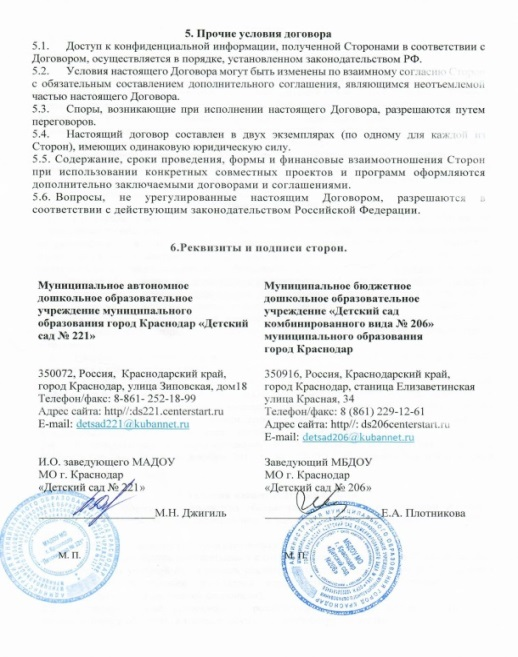 5. Прочие условия договора
5.1. Доступ к конфиденциальной информации, полученной Сторонами в соответствии с
Договором, осуществляется в порядке, установленном законодательством РФ.
5.2. Условия настоящего Договора могут быть изменены по взаимному согласию Сторон
с обязательным составлением дополнительного соглашения, являющимся неотъемлемой
частью настоящего Договора.
5.3. Споры, возникающие при исполнении настоящего Договора, разрешаются путем
переговоров.
5.4. Настоящий договор составлен в двух экземплярах (по одному для каждой из
Сторон), имеющих одинаковую юридическую силу.
5.5. Содержание, сроки проведения, формы и финансовые взаимоотношения Сторон
при использовании конкретных совместных проектов и программ оформляются
дополнительно заключаемыми договорами и соглашениями.
5.6. Вопросы, не урегулированные настоящим Договором, разрешаются в
соответствии с действующим законодательством Российской Федерации.
6.Реквизиты и подписи сторон.
Муниципальное автономное
дошкольное образовательное
учреждение муниципального
образования город Краснодар «Детский
сад № 221»
350072, Россия, Краснодарский край,
город Краснодар, улица Зиповская, дом18
Телефон/факс: 8-861- 252-18-99
Адрес сайта: http//:ds221.centerstart.ru
E-mail: detsad221@kubannet.ru
И.О. заведующего МАДОУ
МО г. Краснодар
«Детский сад № 221»
М.Н. Джигиль
М. П.
Муниципальное бюджетное
дошкольное образовательное
учреждение «Детский сад
комбинированного вида № 206»
муниципального образования
город Краснодар
350916, Россия, Краснодарский край,
город Краснодар, станица Елизаветинская
улица Красная, 34
Телефон/факс: 8 (861) 229-12-61
Адрес сайта: http//: ds206centerstart.ru
E-mail: detsad206@kubannet.ru
Заведующий МБДОУ
МО г. Краснодар
«Детский сад № 206»
Е.А. Плотникова
М. П.